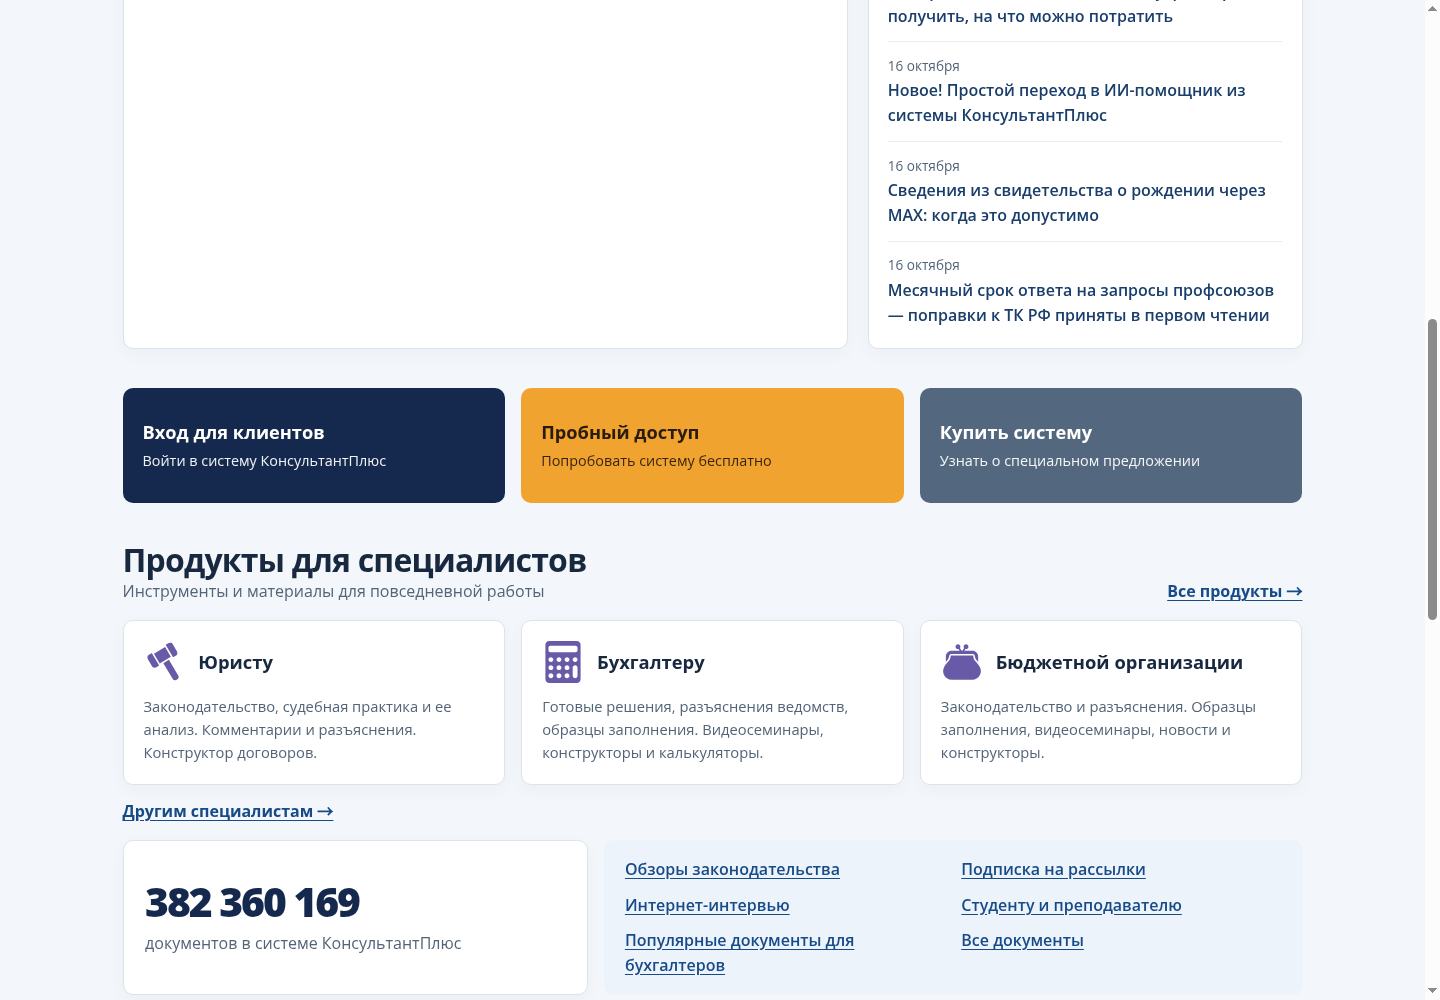 получить, на что можно потратить
16 октября
Новое! Простой переход в ИИ-помощник из
системы КонсультантПлюс
16 октября
Сведения из свидетельства о рождении через
MAX: когда это допустимо
16 октября
Месячный срок ответа на запросы профсоюзов
— поправки к ТК РФ приняты в первом чтении
Вход для клиентов
Войти в систему КонсультантПлюс
Пробный доступ
Попробовать систему бесплатно
Купить систему
Узнать о специальном предложении
Продукты для специалистов
Инструменты и материалы для повседневной работы
Все продукты →
Юристу
Законодательство, судебная практика и ее
анализ. Комментарии и разъяснения.
Конструктор договоров.
Бухгалтеру
Готовые решения, разъяснения ведомств,
образцы заполнения. Видеосеминары,
конструкторы и калькуляторы.
Бюджетной организации
Законодательство и разъяснения. Образцы
заполнения, видеосеминары, новости и
конструкторы.
Другим специалистам →
382 360 169
документов в системе КонсультантПлюс
Обзоры законодательства
Интернет-интервью
Популярные документы для
бухгалтеров
Подписка на рассылки
Студенту и преподавателю
Все документы